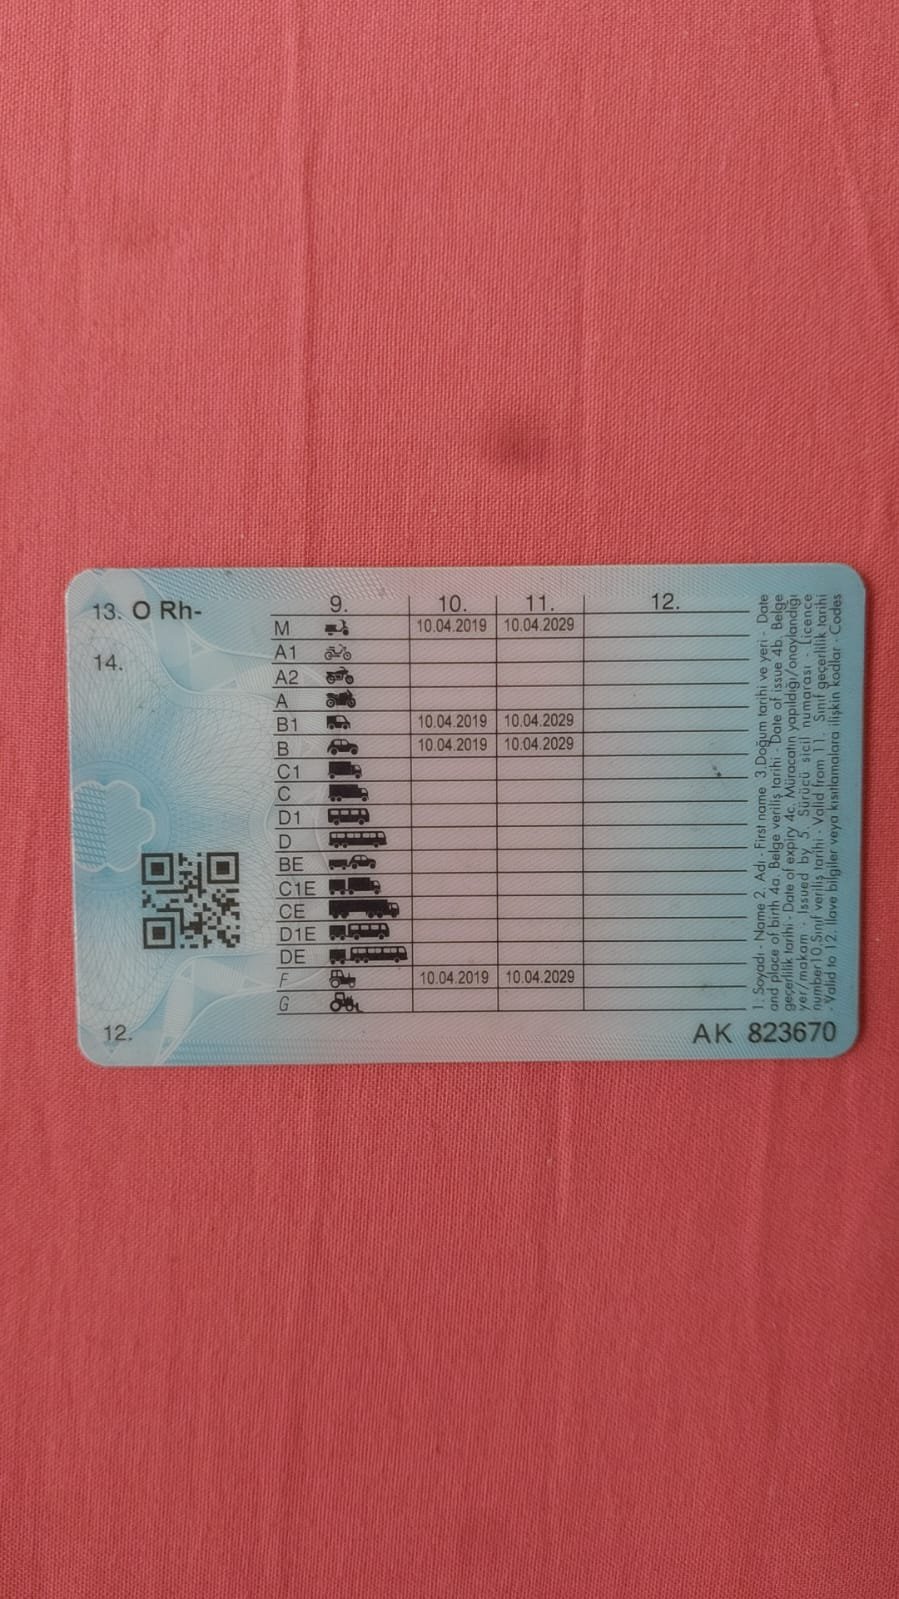 13. O Rh-
14.
12.
9. 10. 11. 12.
M 10.04.2019 10.04.2029
A1
A2
A
B1 10.04.2019 10.04.2029
B 10.04.2019 10.04.2029
C1
C
D1
D
BE
C1E
CE
D1E
DE
F 10.04.2019 10.04.2029
G
AK 823670
1. Soyadı - Name 2. Adı - First name 3.Doğum tarihi ve yeri - Date
and place of birth 4a. Belge veriliş tarihi - Date of issue 4b. Belge
geçerlilik tarihi - Date of expiry 4c. Müracatın yapıldığı/onaylandığı
yer/makam - Issued by 5. Sürücü sicil numarası - Licence
number10.Sınıf veriliş tarihi - Valid from 11. Sınıf geçerlilik tarihi
- Valid to 12. İlave bilgiler veya kısıtlamalara ilişkin kodlar - Codes